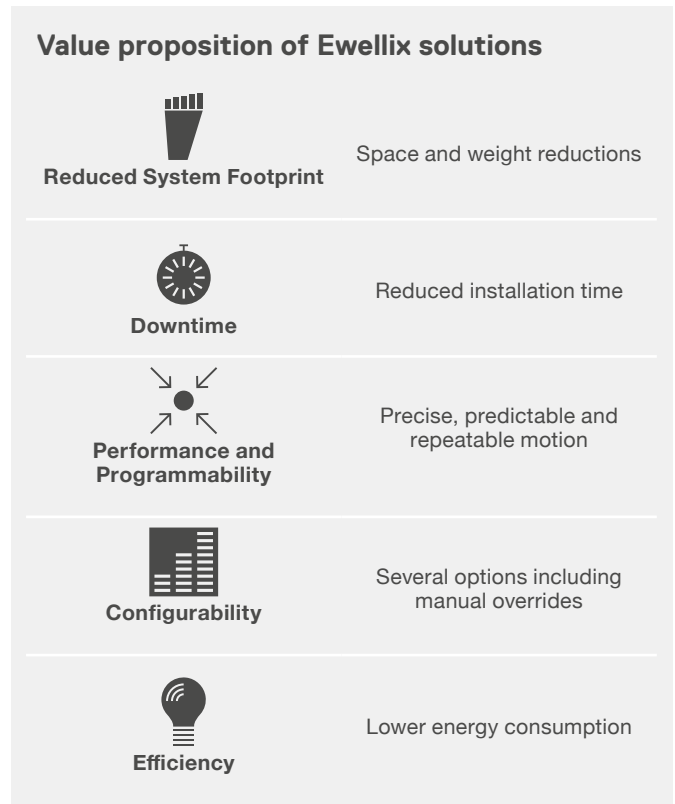 Value proposition of Ewellix solutions
Reduced System Footprint
Space and weight reductions
Downtime
Reduced installation time
Performance and
Programmability
Precise, predictable and
repeatable motion
Configurability
Several options including
manual overrides
Efficiency
Lower energy consumption